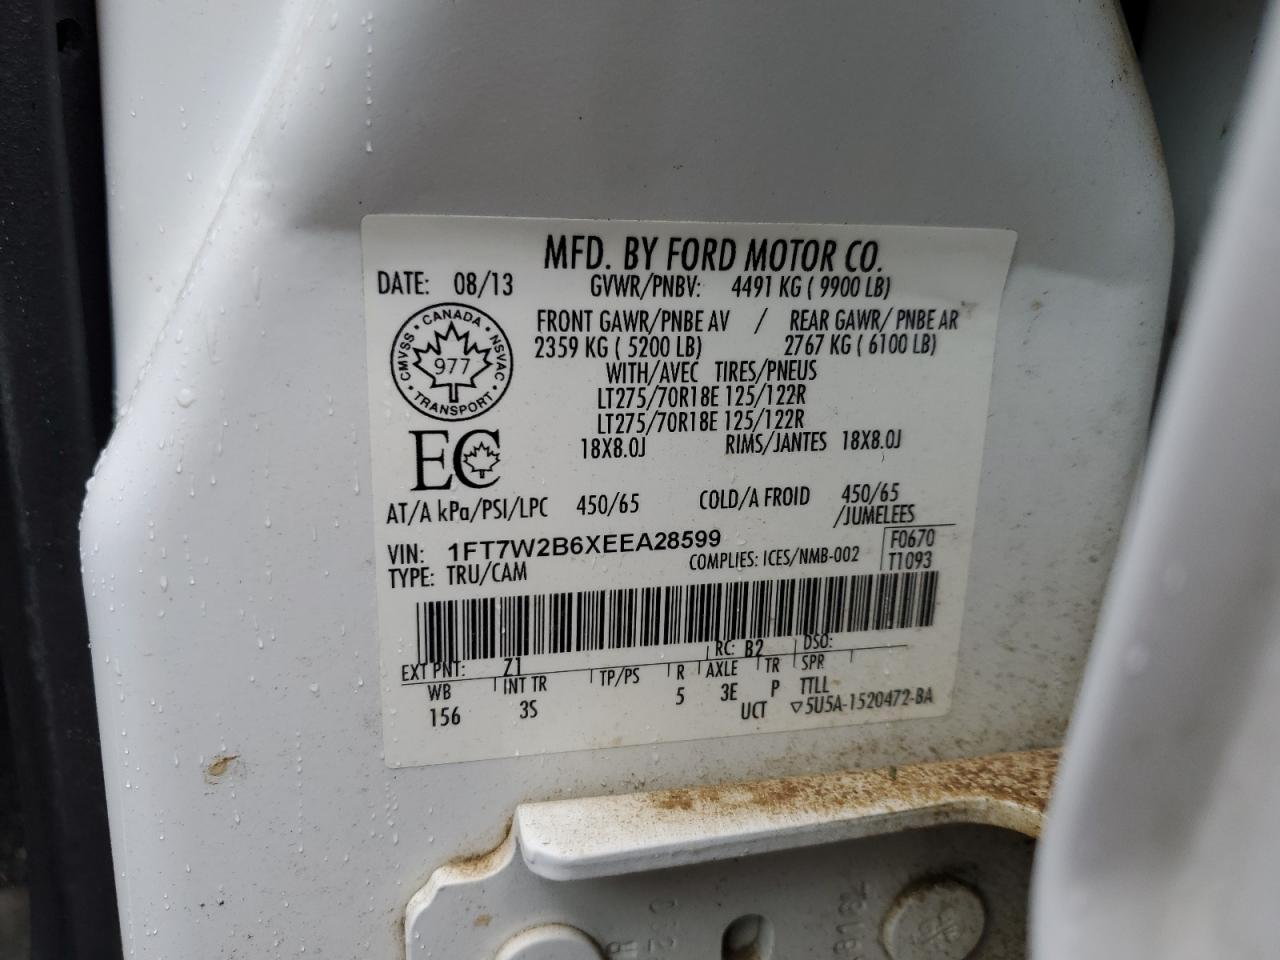 MFD. BY FORD MOTOR CO.
DATE: 08/13 GVWR/PNBV: 4491 KG ( 9900 LB)
FRONT GAWR/PNBE AV / REAR GAWR/ PNBE AR
2359 KG ( 5200 LB) 2767 KG ( 6100 LB)
CMVSS • CANADA • NSVAC • TRANSPORT •
977
WITH/AVEC TIRES/PNEUS
LT275/70R18E 125/122R
LT275/70R18E 125/122R
EC
18X8.0J RIMS/JANTES 18X8.0J
AT/A kPa/PSI/LPC 450/65 COLD/A FROID 450/65
/JUMELEES
VIN: 1FT7W2B6XEEA28599
F0670
TYPE: TRU/CAM COMPLIES: ICES/NMB-002 T1093
EXT PNT: Z1 RC: B2 DSO:
WB INT TR TP/PS R AXLE TR SPR
156 3S 5 3E P TTLL
UCT ▽5U5A-1520472-BA